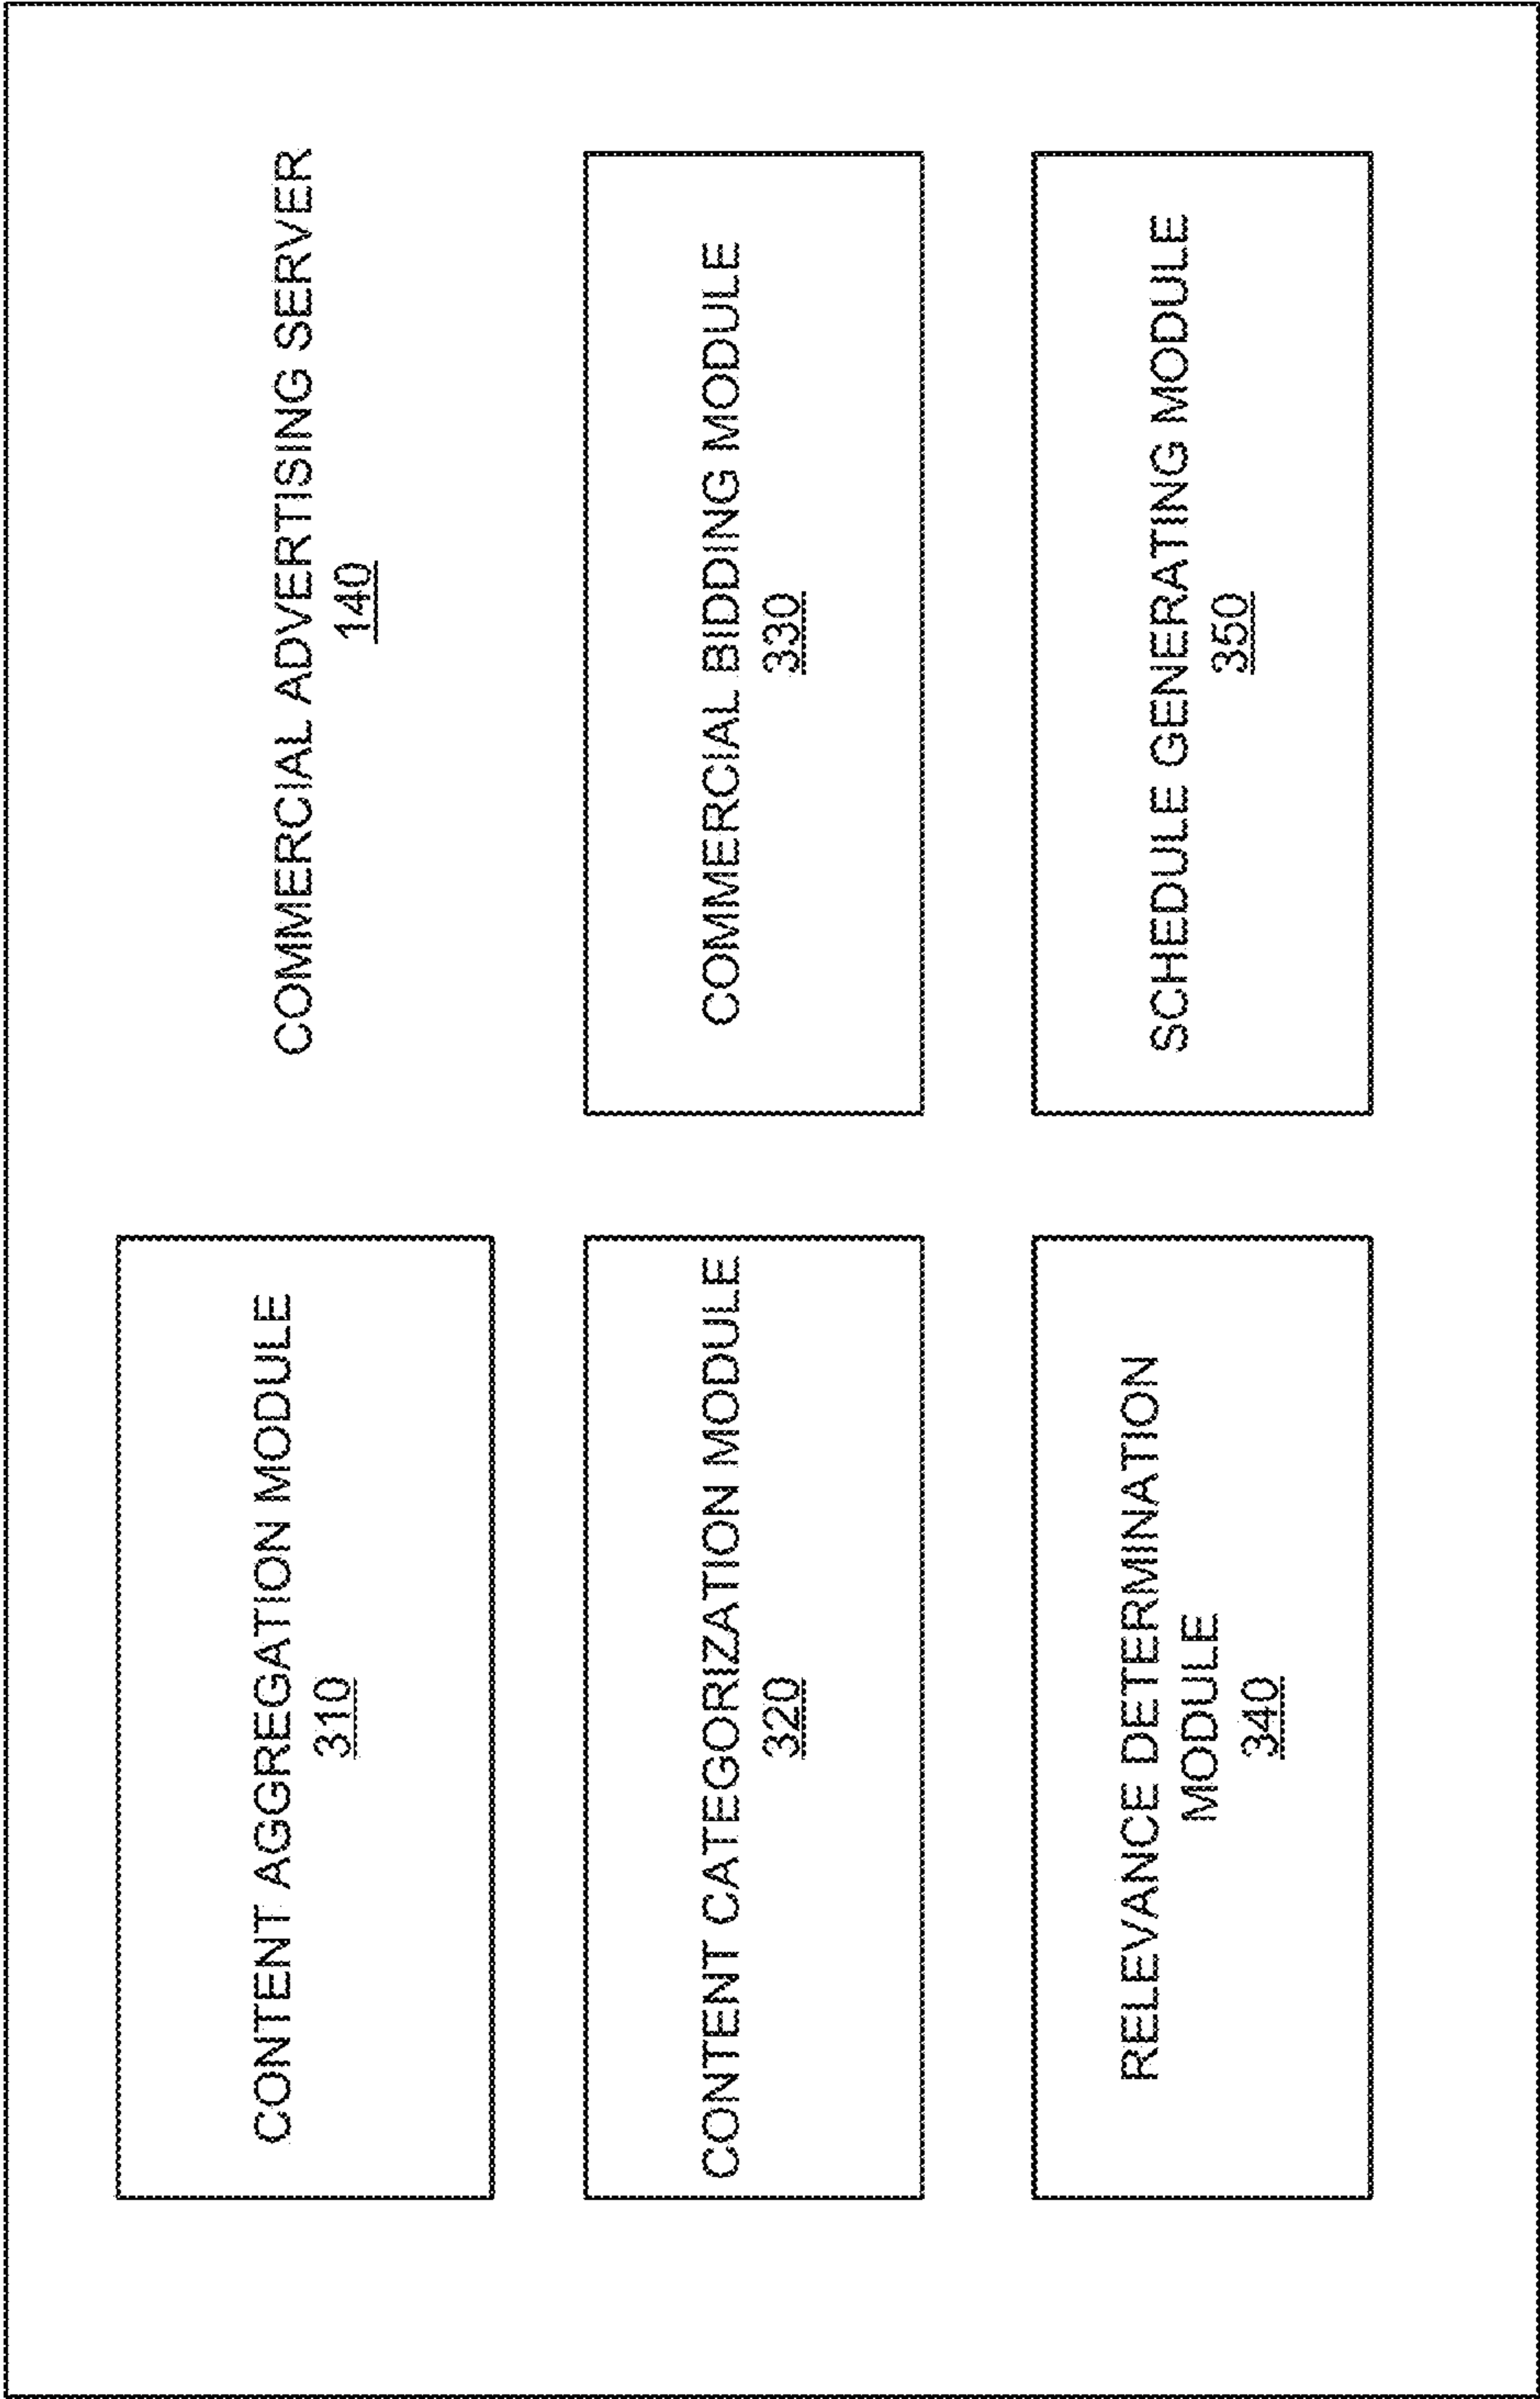 CONTENT AGGREGATION MODULE
310
COMMERCIAL ADVERTISING SERVER
140
CONTENT CATEGORIZATION MODULE
320
COMMERCIAL BIDDING MODULE
330
RELEVANCE DETERMINATION
MODULE
340
SCHEDULE GENERATING MODULE
350